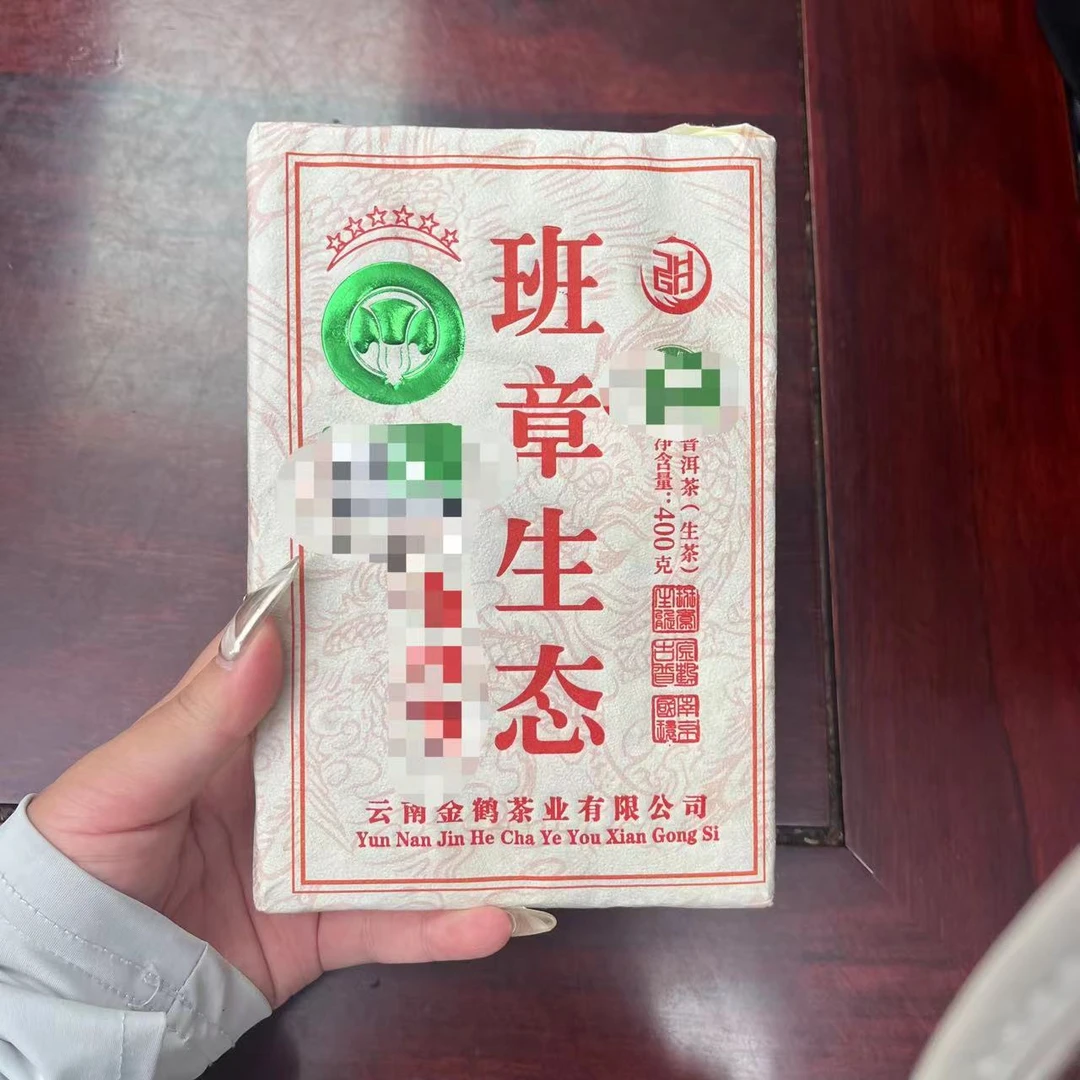 班章生态
普洱茶(生茶)
净含量:400克
云南金鹤茶业有限公司
Yun Nan Jin He Cha Ye You Xian Gong Si